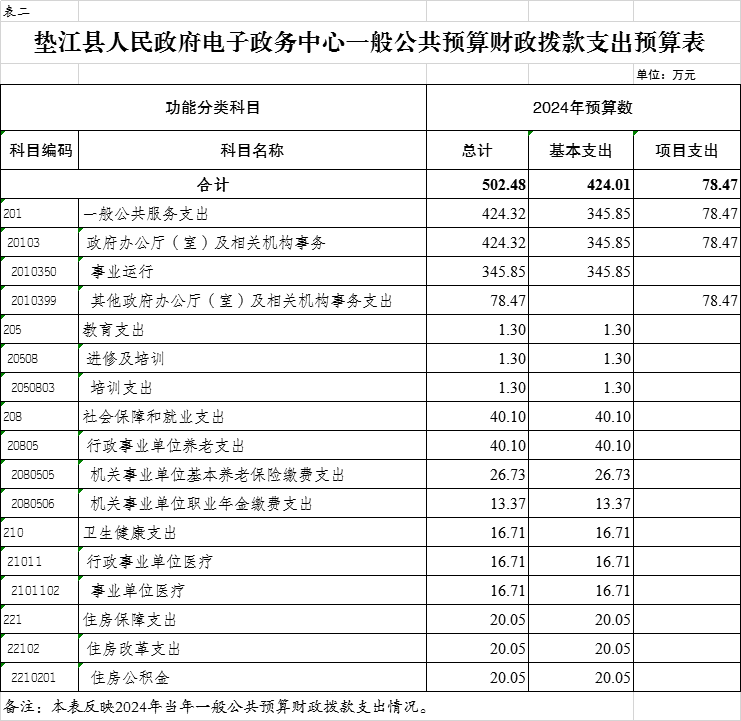 表二
垫江县人民政府电子政务中心一般公共预算财政拨款支出预算表
单位：万元
功能分类科目 2024年预算数
科目编码 科目名称 总计 基本支出 项目支出
合计 502.48 424.01 78.47
201 一般公共服务支出 424.32 345.85 78.47
20103 政府办公厅（室）及相关机构事务 424.32 345.85 78.47
2010350 事业运行 345.85 345.85
2010399 其他政府办公厅（室）及相关机构事务支出 78.47 78.47
205 教育支出 1.30 1.30
20508 进修及培训 1.30 1.30
2050803 培训支出 1.30 1.30
208 社会保障和就业支出 40.10 40.10
20805 行政事业单位养老支出 40.10 40.10
2080505 机关事业单位基本养老保险缴费支出 26.73 26.73
2080506 机关事业单位职业年金缴费支出 13.37 13.37
210 卫生健康支出 16.71 16.71
21011 行政事业单位医疗 16.71 16.71
2101102 事业单位医疗 16.71 16.71
221 住房保障支出 20.05 20.05
22102 住房改革支出 20.05 20.05
2210201 住房公积金 20.05 20.05
备注：本表反映2024年当年一般公共预算财政拨款支出情况。